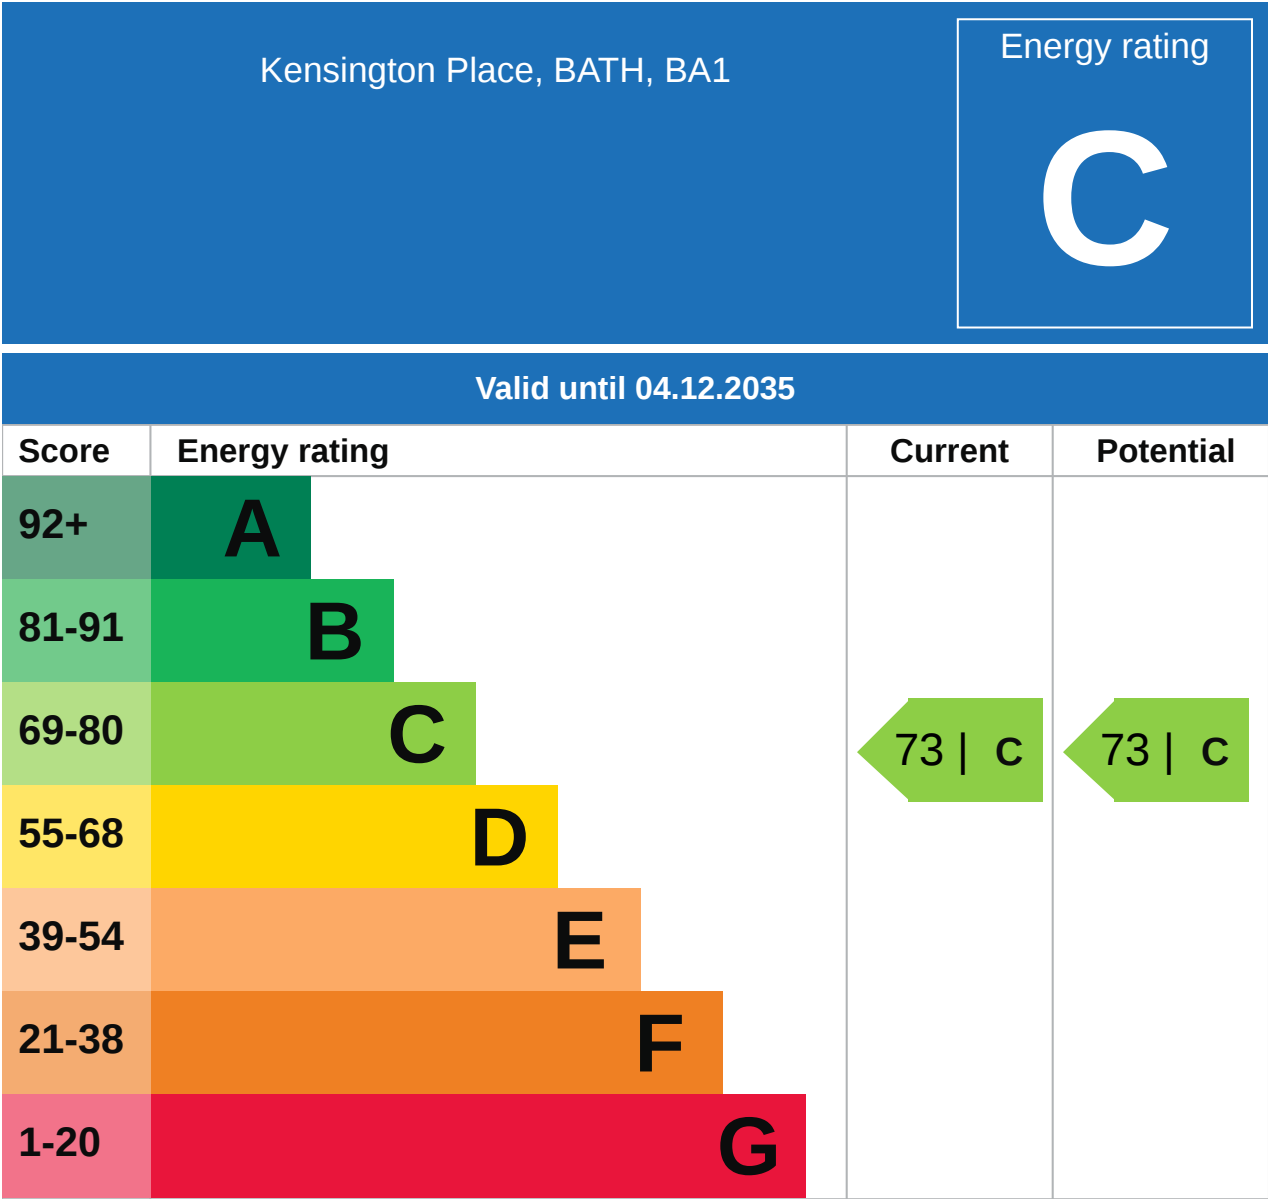 Kensington Place, BATH, BA1
Energy rating
C
Valid until 04.12.2035
Score Energy rating Current Potential
92+ A
81-91 B
69-80 C 73 | C 73 | C
55-68 D
39-54 E
21-38 F
1-20 G